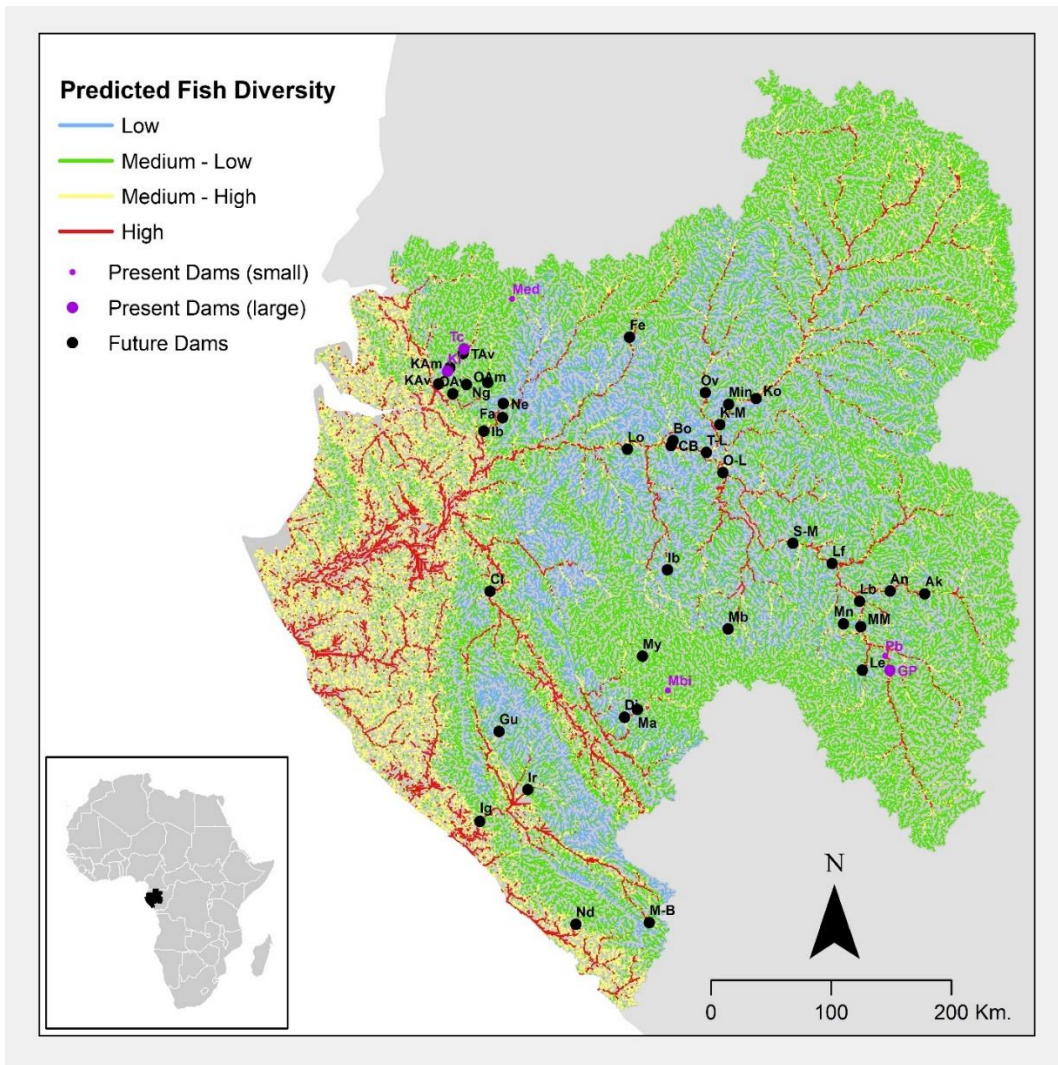 Predicted Fish Diversity
Low
Medium - Low
Medium - High
High
Present Dams (small)
Present Dams (large)
Future Dams
Med
Fe
Tc
TAv
KAm
KAv
OAm
Ng
Ne
Fa
Ib
Ov
Min
Ko
K-M
Bo
Lo
CB
T-L
O-L
S-M
Lf
Ib
Cl
An
Ak
Lb
Mn
MM
Mb
My
Pb
Le
GP
Mbi
Di
Ma
Gu
Ir
Ig
Nd
M-B
N
0 100 200 Km.